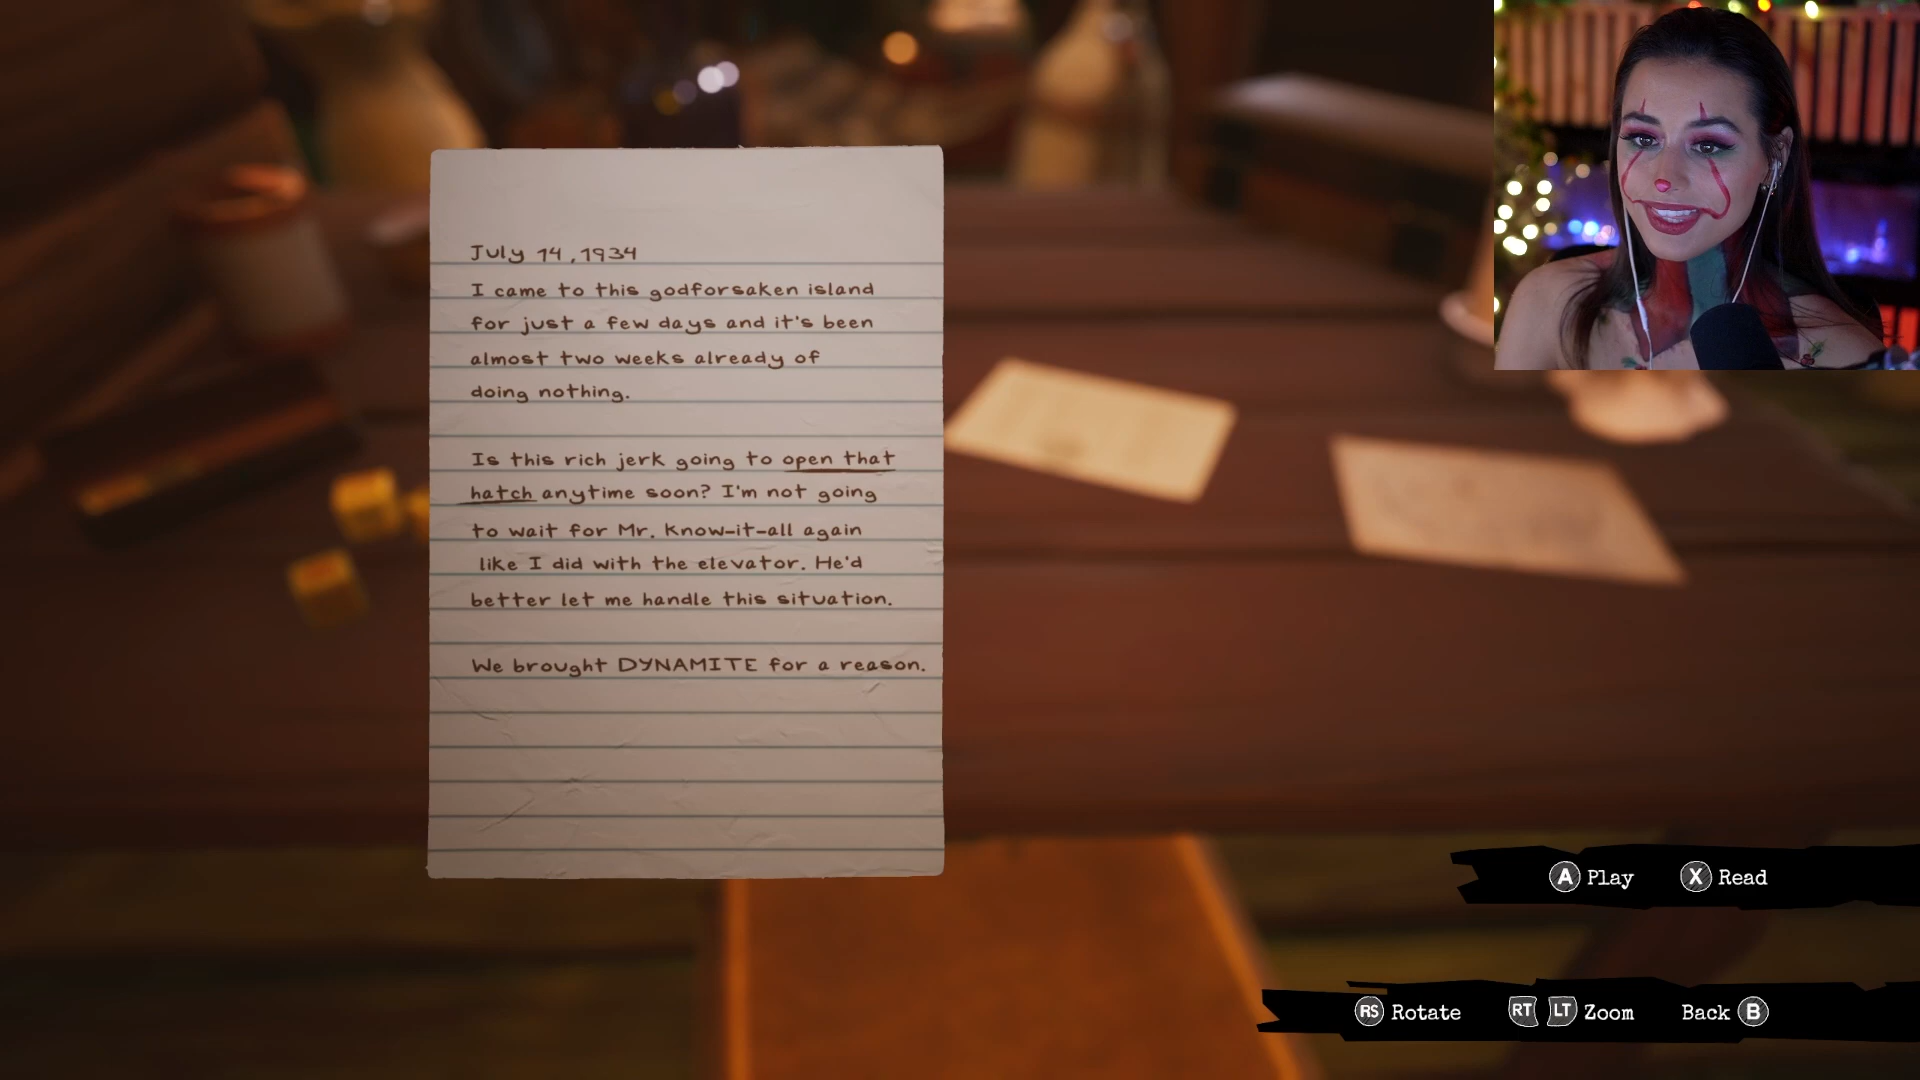 July 14, 1934
I came to this godforsaken island
for just a few days and it's been
almost two weeks already of
doing nothing.
Is this rich jerk going to open that
hatch anytime soon? I'm not going
to wait for Mr. Know-it-all again
like I did with the elevator. He'd
better let me handle this situation.
We brought DYNAMITE for a reason.
A Play X Read
RS Rotate RT LT Zoom Back B